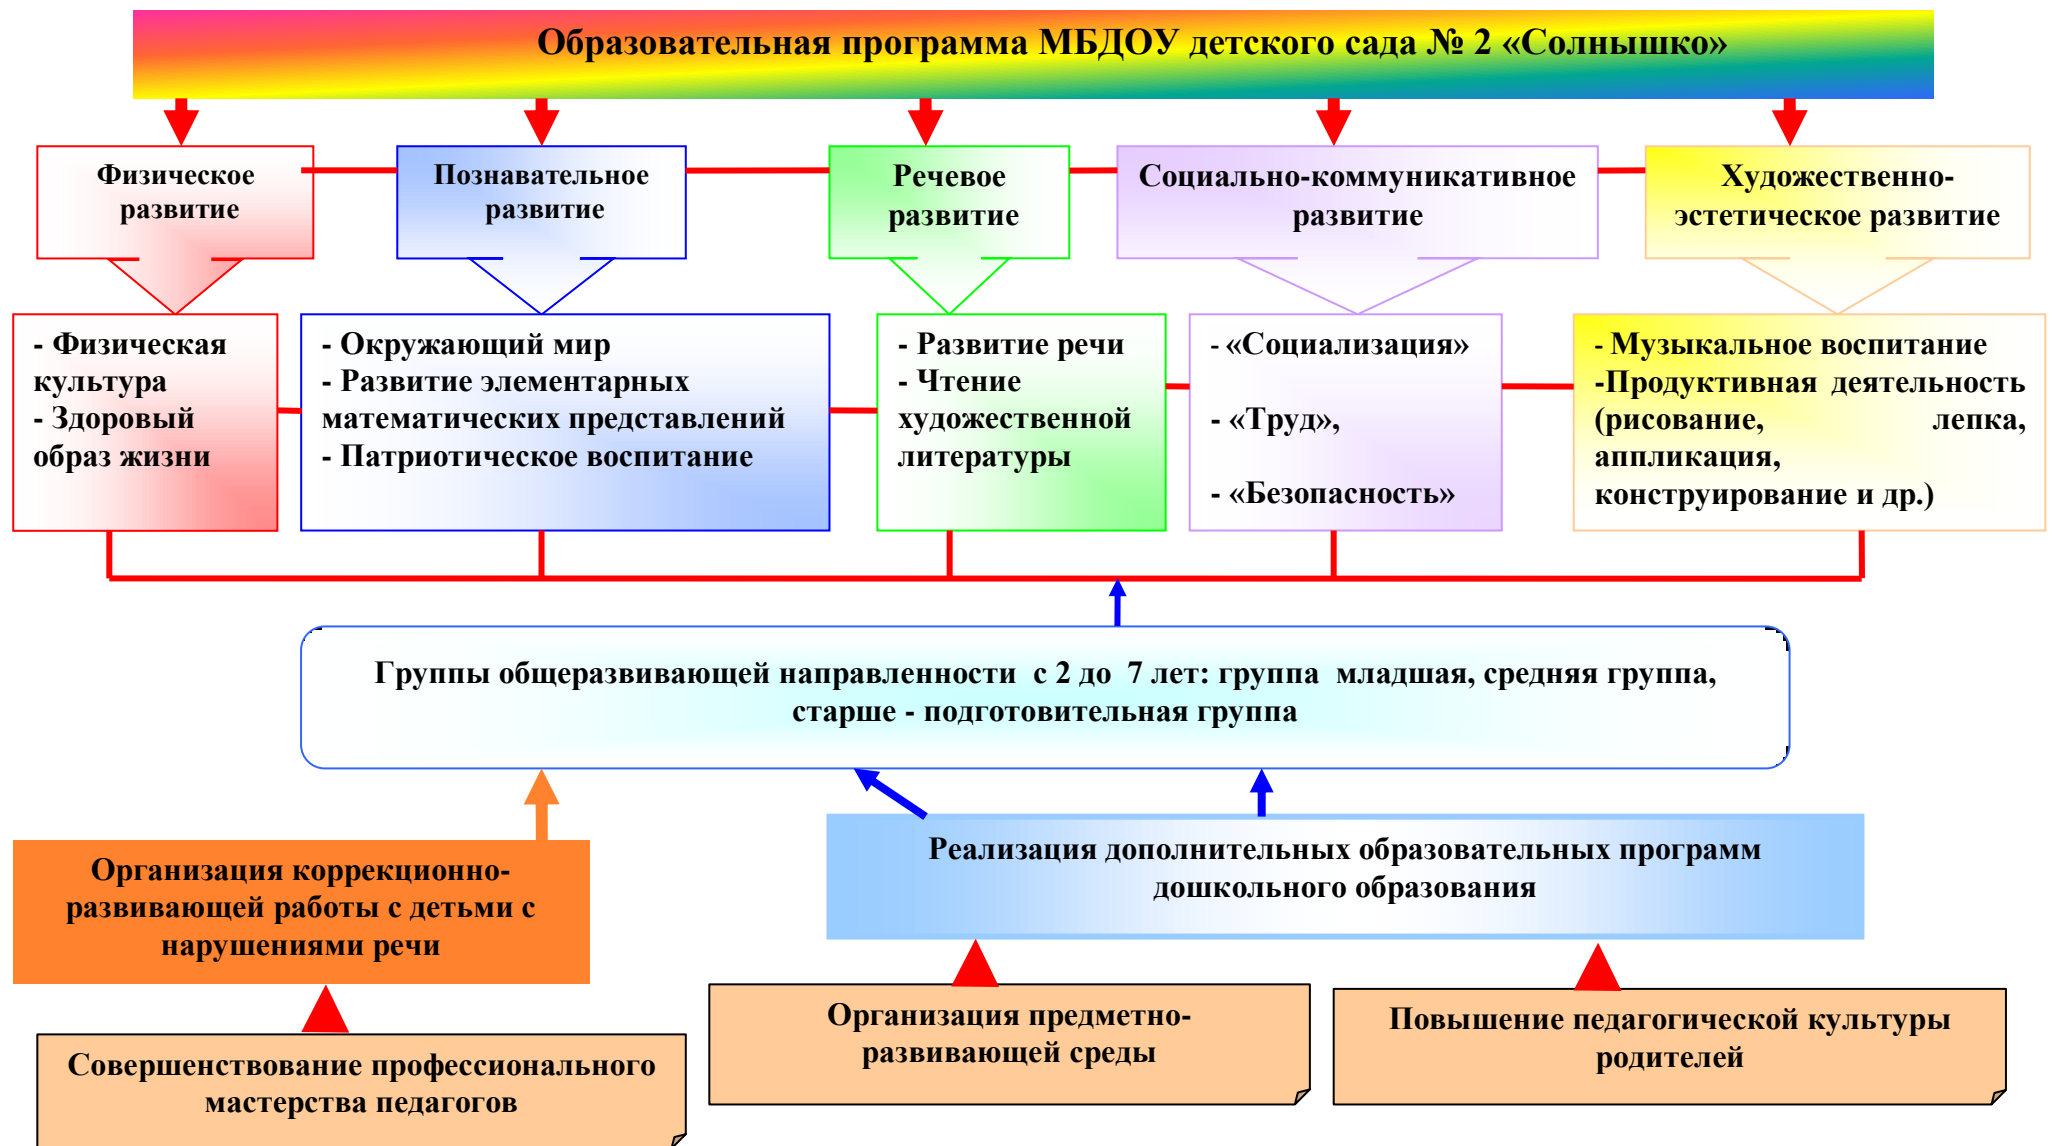 Образовательная программа МБДОУ детского сада № 2 «Солнышко»
Физическое
развитие
Познавательное
развитие
Речевое
развитие
Социально-коммуникативное
развитие
Художественно-
эстетическое развитие
- Физическая
культура
- Здоровый
образ жизни
- Окружающий мир
- Развитие элементарных
математических представлений
- Патриотическое воспитание
- Развитие речи
- Чтение
художественной
литературы
- «Социализация»
- «Труд»,
- «Безопасность»
- Музыкальное воспитание
-Продуктивная деятельность
(рисование, лепка,
аппликация,
конструирование и др.)
Группы общеразвивающей направленности с 2 до 7 лет: группа младшая, средняя группа,
старше - подготовительная группа
Организация коррекционно-
развивающей работы с детьми с
нарушениями речи
Реализация дополнительных образовательных программ
дошкольного образования
Совершенствование профессионального
мастерства педагогов
Организация предметно-
развивающей среды
Повышение педагогической культуры
родителей